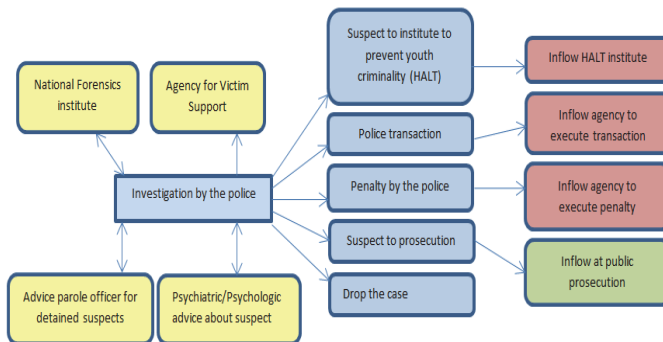 National Forensics
institute
Agency for Victim
Support
Investigation by the police
Advice parole officer for
detained suspects
Psychiatric/Psychologic
advice about suspect
Suspect to institute to
prevent youth
criminality (HALT)
Police transaction
Penalty by the police
Suspect to prosecution
Drop the case
Inflow HALT institute
Inflow agency to
execute transaction
Inflow agency to
execute penalty
Inflow at public
prosecution